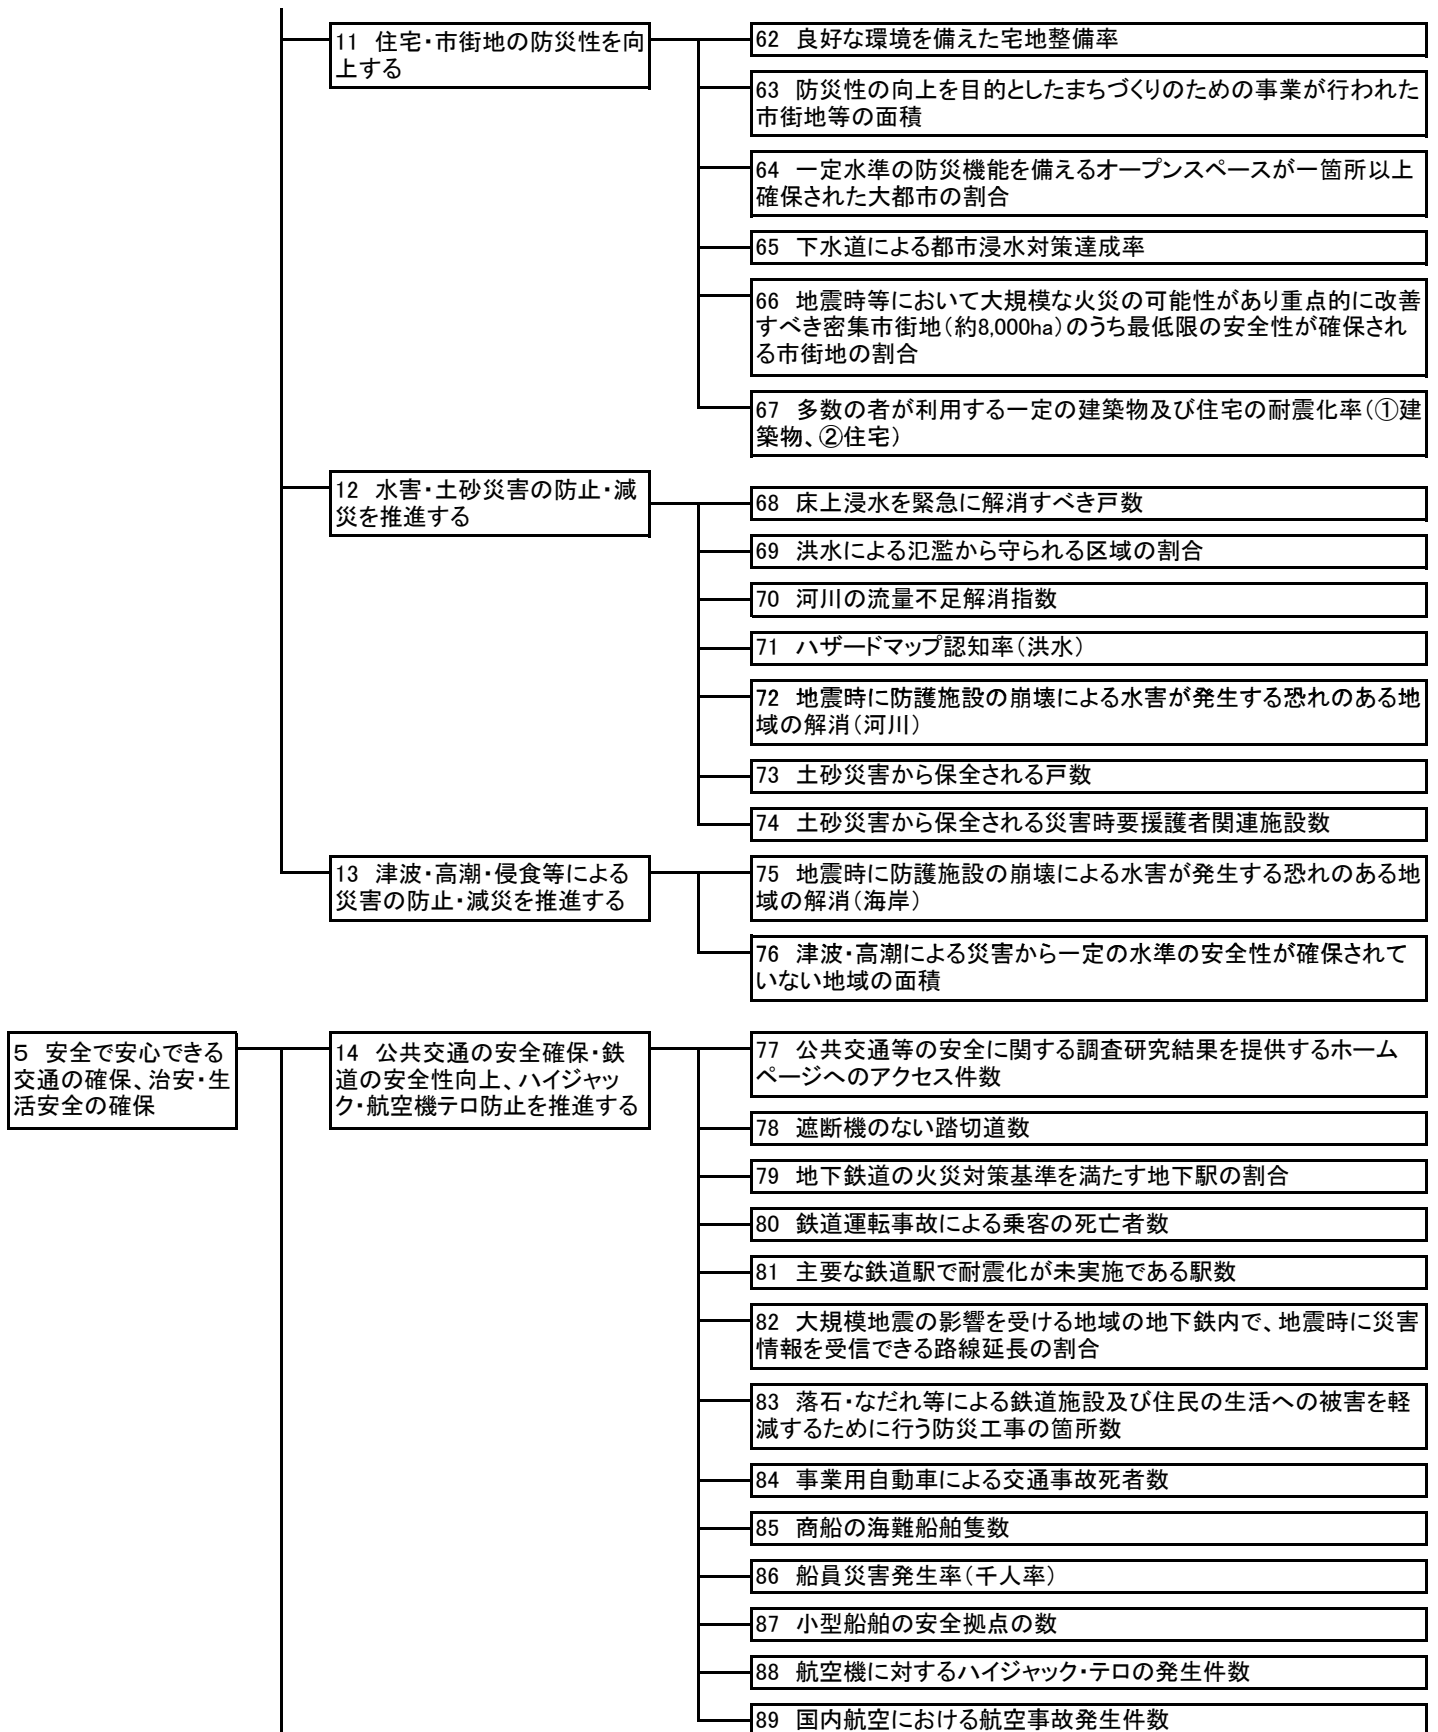 11 住宅・市街地の防災性を向
上する
62 良好な環境を備えた宅地整備率
63 防災性の向上を目的としたまちづくりのための事業が行われた
市街地等の面積
64 一定水準の防災機能を備えるオープンスペースが一箇所以上
確保された大都市の割合
65 下水道による都市浸水対策達成率
66 地震時等において大規模な火災の可能性があり重点的に改善
すべき密集市街地（約8,000ha）のうち最低限の安全性が確保され
る市街地の割合
67 多数の者が利用する一定の建築物及び住宅の耐震化率（①建
築物、②住宅）
12 水害・土砂災害の防止・減
災を推進する
68 床上浸水を緊急に解消すべき戸数
69 洪水による氾濫から守られる区域の割合
70 河川の流量不足解消指数
71 ハザードマップ認知率（洪水）
72 地震時に防護施設の崩壊による水害が発生する恐れのある地
域の解消（河川）
73 土砂災害から保全される戸数
74 土砂災害から保全される災害時要援護者関連施設数
13 津波・高潮・侵食等による
災害の防止・減災を推進する
75 地震時に防護施設の崩壊による水害が発生する恐れのある地
域の解消（海岸）
76 津波・高潮による災害から一定の水準の安全性が確保されて
いない地域の面積
5 安全で安心できる
交通の確保、治安・生
活安全の確保
14 公共交通の安全確保・鉄
道の安全性向上、ハイジャッ
ク・航空機テロ防止を推進する
77 公共交通等の安全に関する調査研究結果を提供するホーム
ページへのアクセス件数
78 遮断機のない踏切道数
79 地下鉄道の火災対策基準を満たす地下駅の割合
80 鉄道運転事故による乗客の死亡者数
81 主要な鉄道駅で耐震化が未実施である駅数
82 大規模地震の影響を受ける地域の地下鉄内で、地震時に災害
情報を受信できる路線延長の割合
83 落石・なだれ等による鉄道施設及び住民の生活への被害を軽
減するために行う防災工事の箇所数
84 事業用自動車による交通事故死者数
85 商船の海難船舶隻数
86 船員災害発生率（千人率）
87 小型船舶の安全拠点の数
88 航空機に対するハイジャック・テロの発生件数
89 国内航空における航空事故発生件数